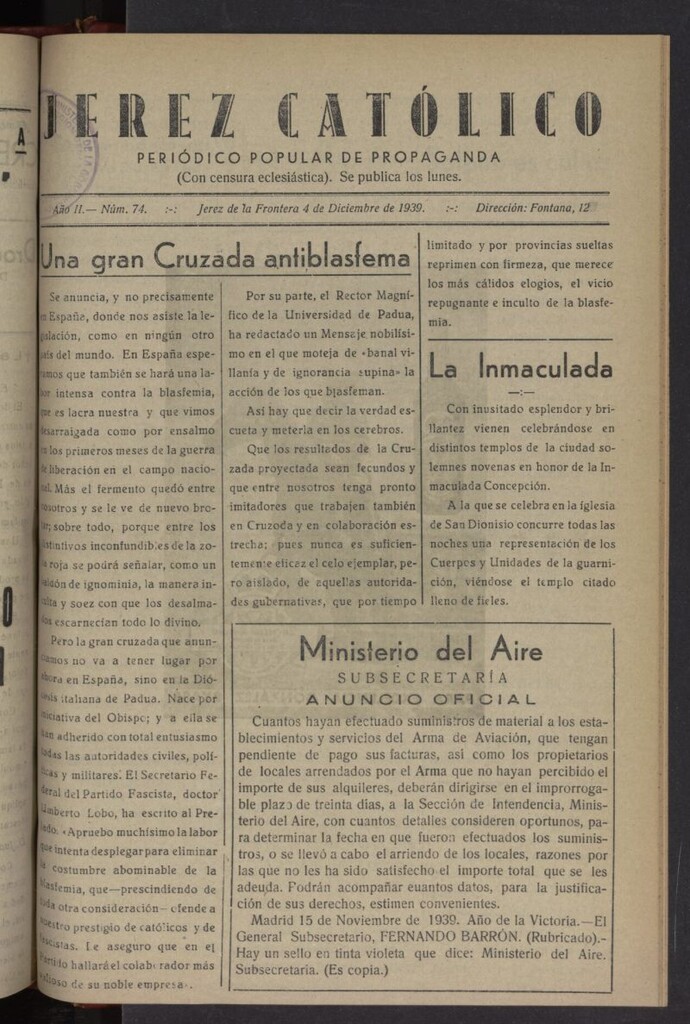 JEREZ CATÓLICO
PERIÓDICO POPULAR DE PROPAGANDA
(Con censura eclesiástica). Se publica los lunes.
Año II.— Núm. 74. :-: Jerez de la Frontera 4 de Diciembre de 1939. :-: Dirección: Fontana, 12
Una gran Cruzada antiblasfema
Se anuncia, y no precisamente
en España, donde nos asiste la le-
gislación, como en ningún otro
país del mundo. En España espe-
ramos que también se hará una la-
bor intensa contra la blasfemia,
que es lacra nuestra y que vimos
desarraigada como por ensalmo
en los primeros meses de la guerra
de liberación en el campo nacio-
nal. Más el fermento quedó entre
nosotros y se le ve de nuevo bro-
tar; sobre todo, porque entre los
distintivos inconfundibles de la zo-
na roja se podrá señalar, como un
baldón de ignominia, la manera in-
culta y soez con que los desalma-
dos escarnecían todo lo divino.
Pero la gran cruzada que anun-
ciamos no va a tener lugar por
ahora en España, sino en la Dió-
cesis italiana de Padua. Nace por
iniciativa del Obispo; y a ella se
han adherido con total entusiasmo
todas las autoridades civiles, polí-
ticas y militares. El Secretario Fe-
deral del Partido Fascista, doctor
Umberto Lobo, ha escrito al Pre-
lado. «Apruebo muchísimo la labor
que intenta desplegar para eliminar
la costumbre abominable de la
blasfemia, que—prescindiendo de
toda otra consideración—ofende a
nuestro prestigio de católicos y de
fascistas. Le aseguro que en el
Partido hallará el colaborador más
valioso de su noble empresa».
Por su parte, el Rector Magní-
fico de la Universidad de Padua,
ha redactado un Mensaje nobilísi-
mo en el que moteja de «banal vi-
llanía y de ignorancia supina» la
acción de los que blasfeman.
Así hay que decir la verdad es-
cueta y meterla en los cerebros.
Que los resultados de la Cru-
zada proyectada sean fecundos y
que entre nosotros tenga pronto
imitadores que trabajen también
en Cruzoda y en colaboración es-
trecha; pues nunca es suficien-
temente eficaz el celo ejemplar, pe-
ro aislado, de aquellas autorida-
des gubernativas, que por tiempo
limitado y por provincias sueltas
reprimen con firmeza, que merece
los más cálidos elogios, el vicio
repugnante e inculto de la blasfe-
mia.
La Inmaculada
—:—
Con inusitado esplendor y bri-
llantez vienen celebrándose en
distintos templos de la ciudad so-
lemnes novenas en honor de la In-
maculada Concepción.
A la que se celebra en la iglesia
de San Dionisio concurre todas las
noches una representación de los
Cuerpos y Unidades de la guarni-
ción, viéndose el templo citado
lleno de fieles.
Ministerio del Aire
SUBSECRETARÍA
ANUNCIO OFICIAL
Cuantos hayan efectuado suministros de material a los esta-
blecimientos y servicios del Arma de Aviación, que tengan
pendiente de pago sus facturas, así como los propietarios
de locales arrendados por el Arma que no hayan percibido el
importe de sus alquileres, deberán dirigirse en el improrroga-
ble plazo de treinta días, a la Sección de Intendencia, Minis-
terio del Aire, con cuantos detalles consideren oportunos, pa-
ra determinar la fecha en que fueron efectuados los suminis-
tros, o se llevó a cabo el arriendo de los locales, razones por
las que no les ha sido satisfecho el importe total que se les
adeuda. Podrán acompañar euantos datos, para la justifica-
ción de sus derechos, estimen convenientes.
Madrid 15 de Noviembre de 1939. Año de la Victoria.—El
General Subsecretario, FERNANDO BARRÓN. (Rubricado).-
Hay un sello en tinta violeta que dice: Ministerio del Aire.
Subsecretaria. (Es copia.)